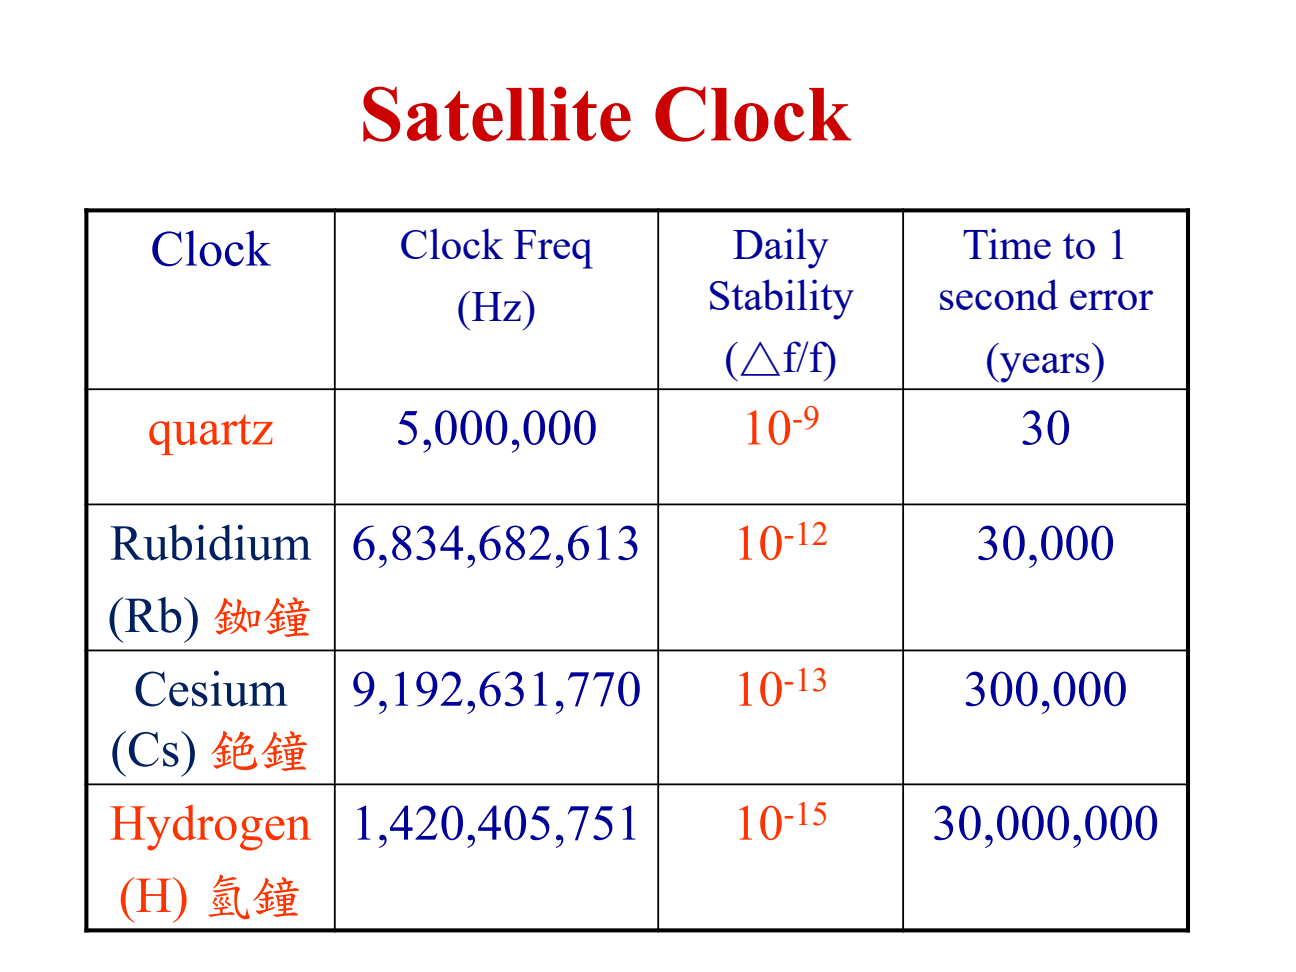 Satellite Clock
Clock
Clock Freq
(Hz)
Daily
Stability
(△f/f)
Time to 1
second error
(years)
quartz
5,000,000
10-9
30
Rubidium
(Rb) 銣鐘
6,834,682,613
10-12
30,000
Cesium
(Cs) 銫鐘
9,192,631,770
10-13
300,000
Hydrogen
(H) 氫鐘
1,420,405,751
10-15
30,000,000